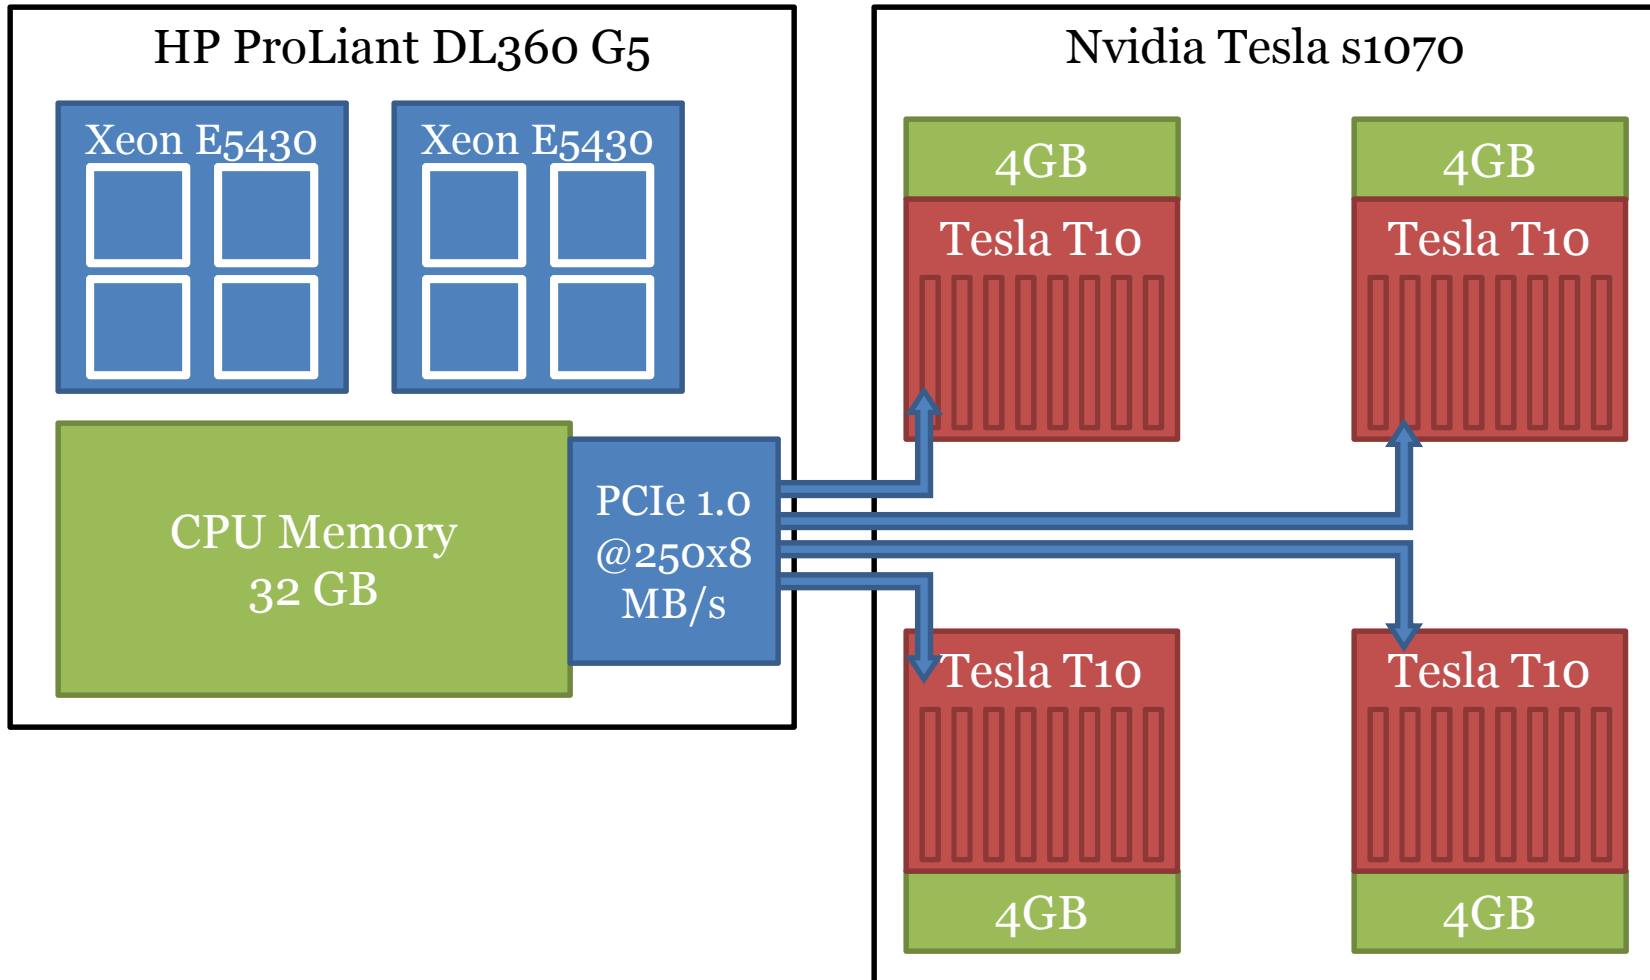 HP ProLiant DL360 G5
Xeon E5430
Xeon E5430
CPU Memory
32 GB
PCIe 1.0
@250x8
MB/s
Nvidia Tesla s1070
4GB
Tesla T10
4GB
Tesla T10
Tesla T10
4GB
Tesla T10
4GB